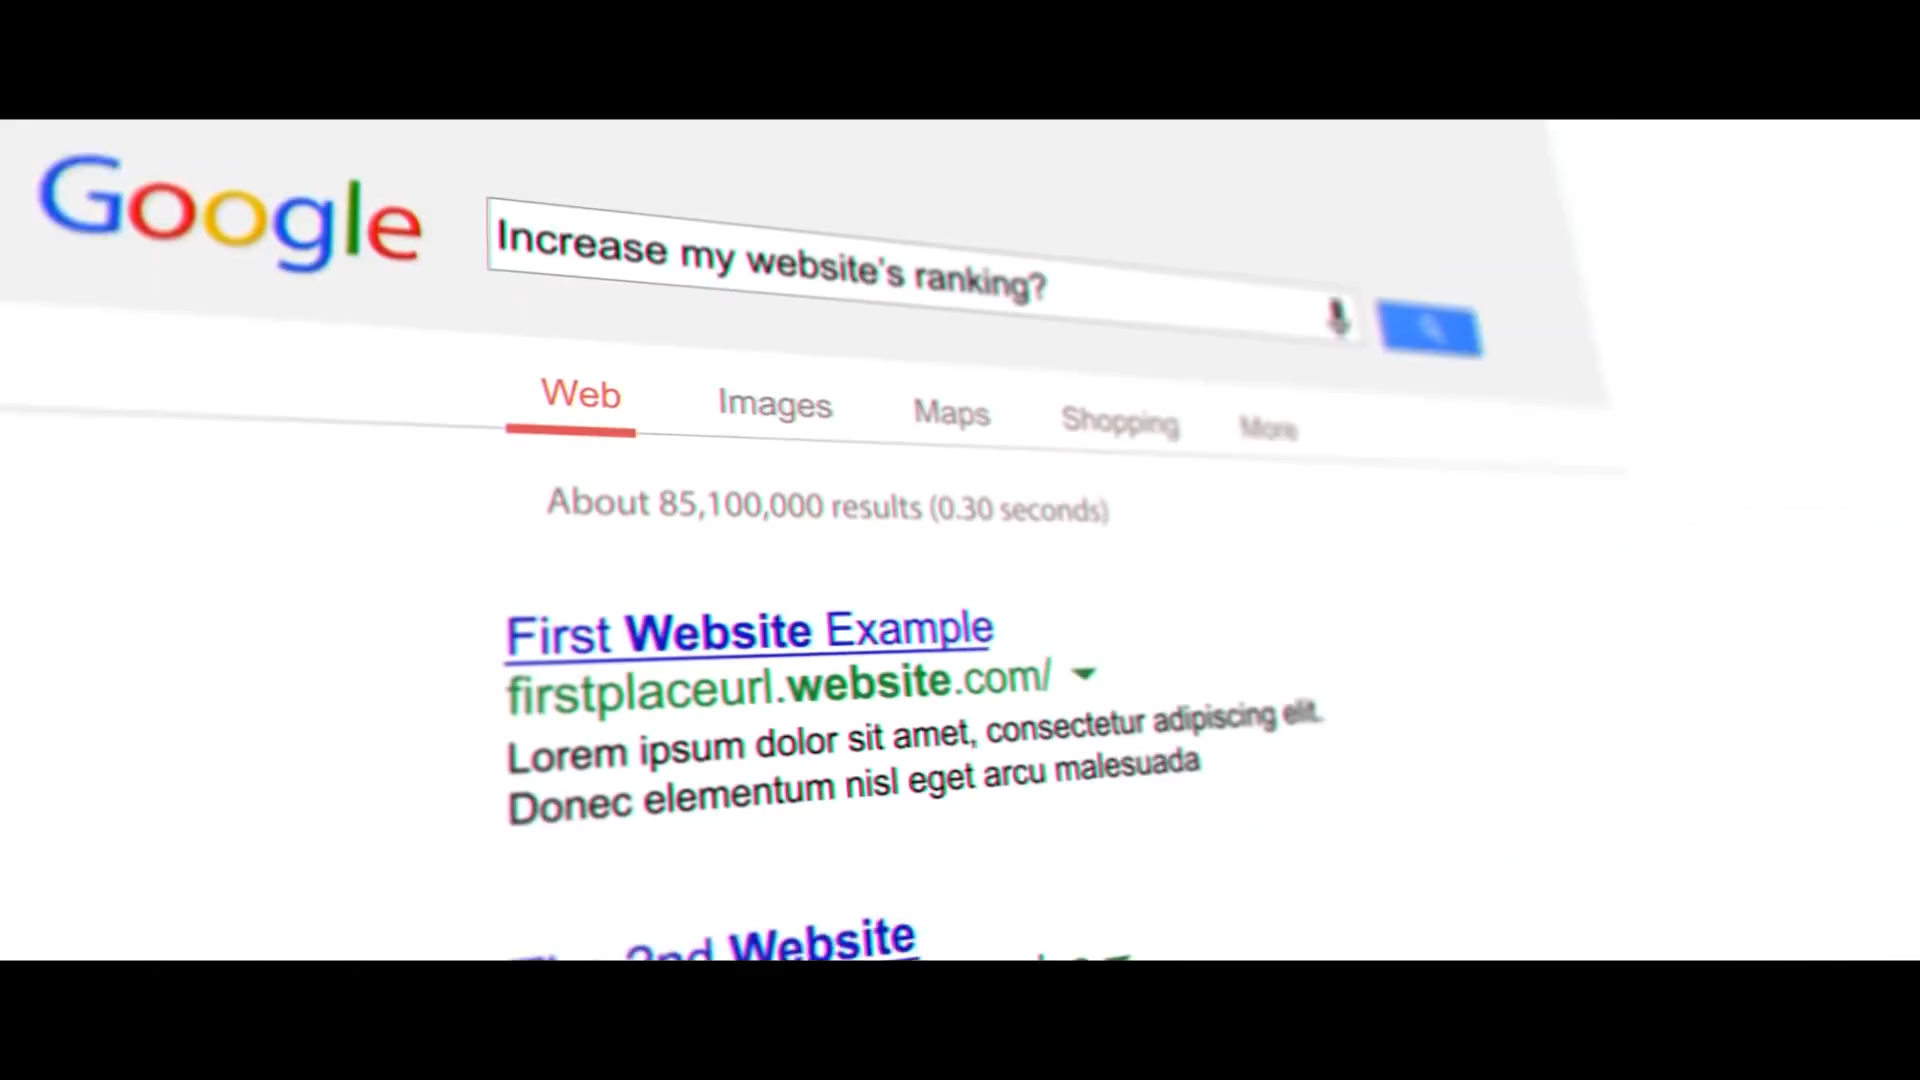 Google
Increase my website's ranking?
Web Images Maps Shopping More
About 85,100,000 results (0.30 seconds)
First Website Example
firstplaceurl.website.com/
Lorem ipsum dolor sit amet, consectetur adipiscing elit.
Donec elementum nisl eget arcu malesuada
2nd Website